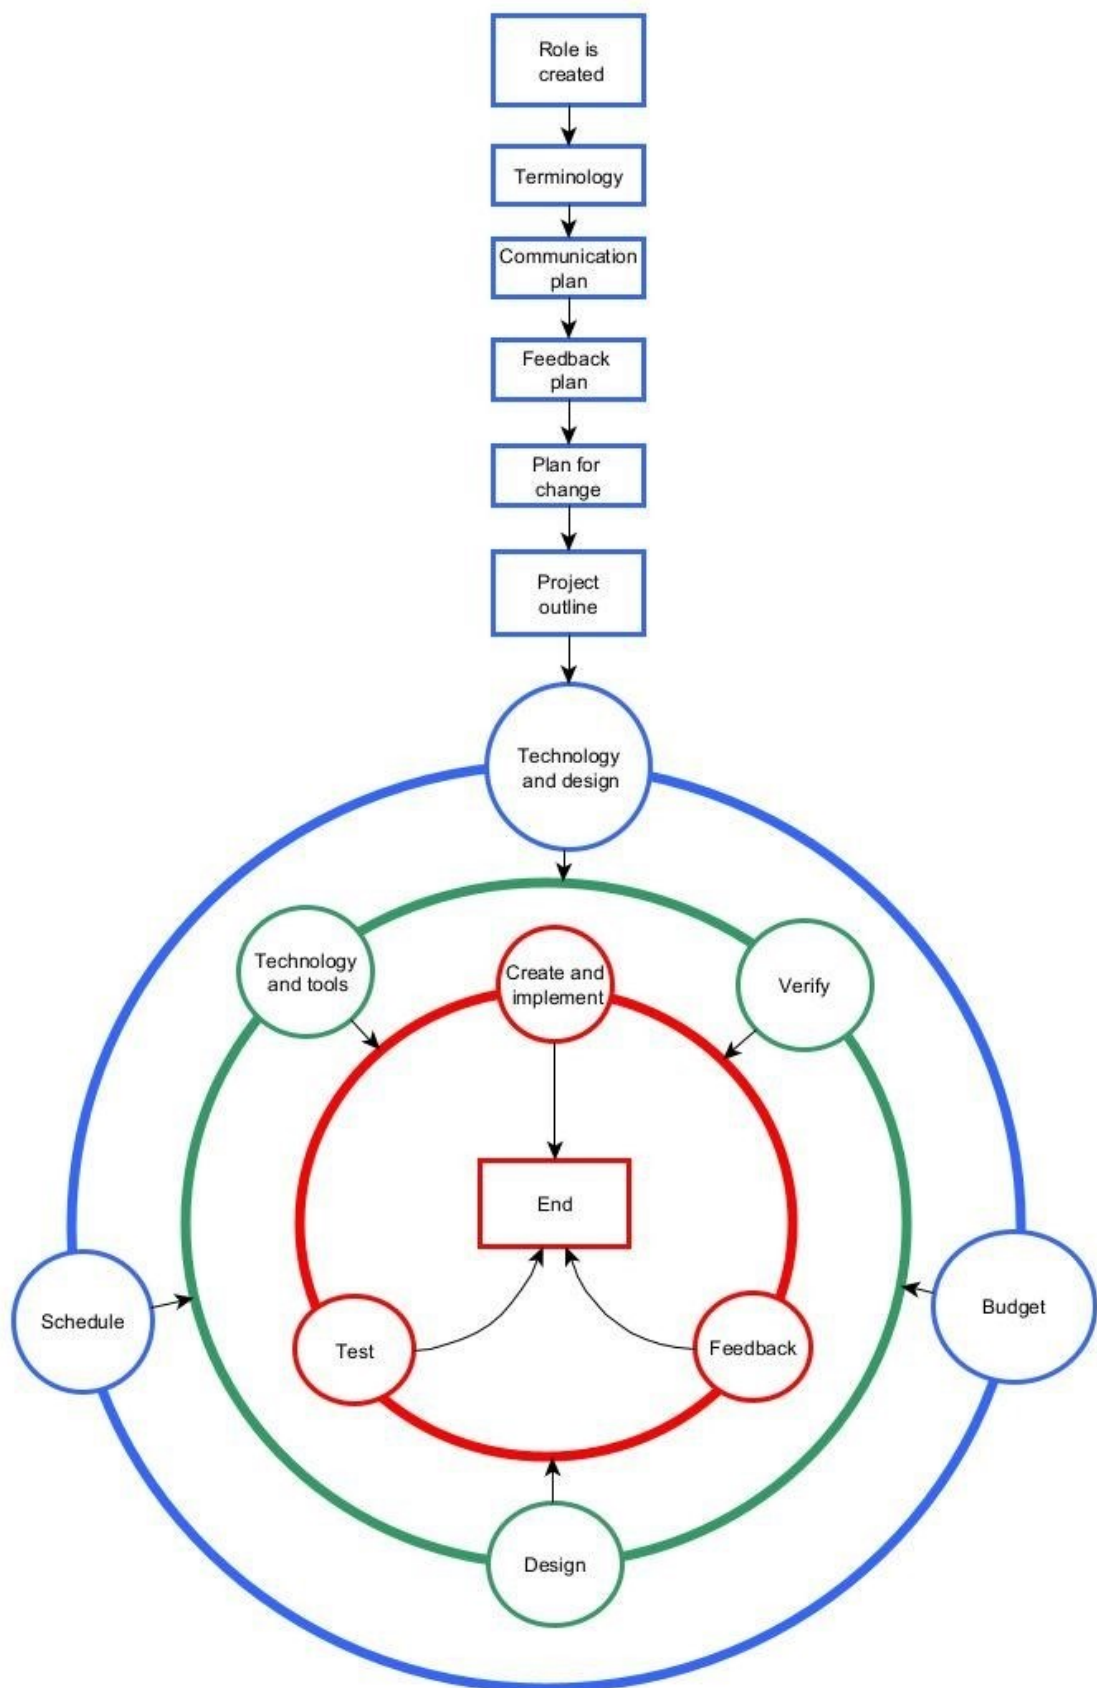 Role is
created
Terminology
Communication
plan
Feedback
plan
Plan for
change
Project
outline
Technology
and design
Technology
and tools
Create and
implement
Verify
End
Schedule
Budget
Test
Feedback
Design